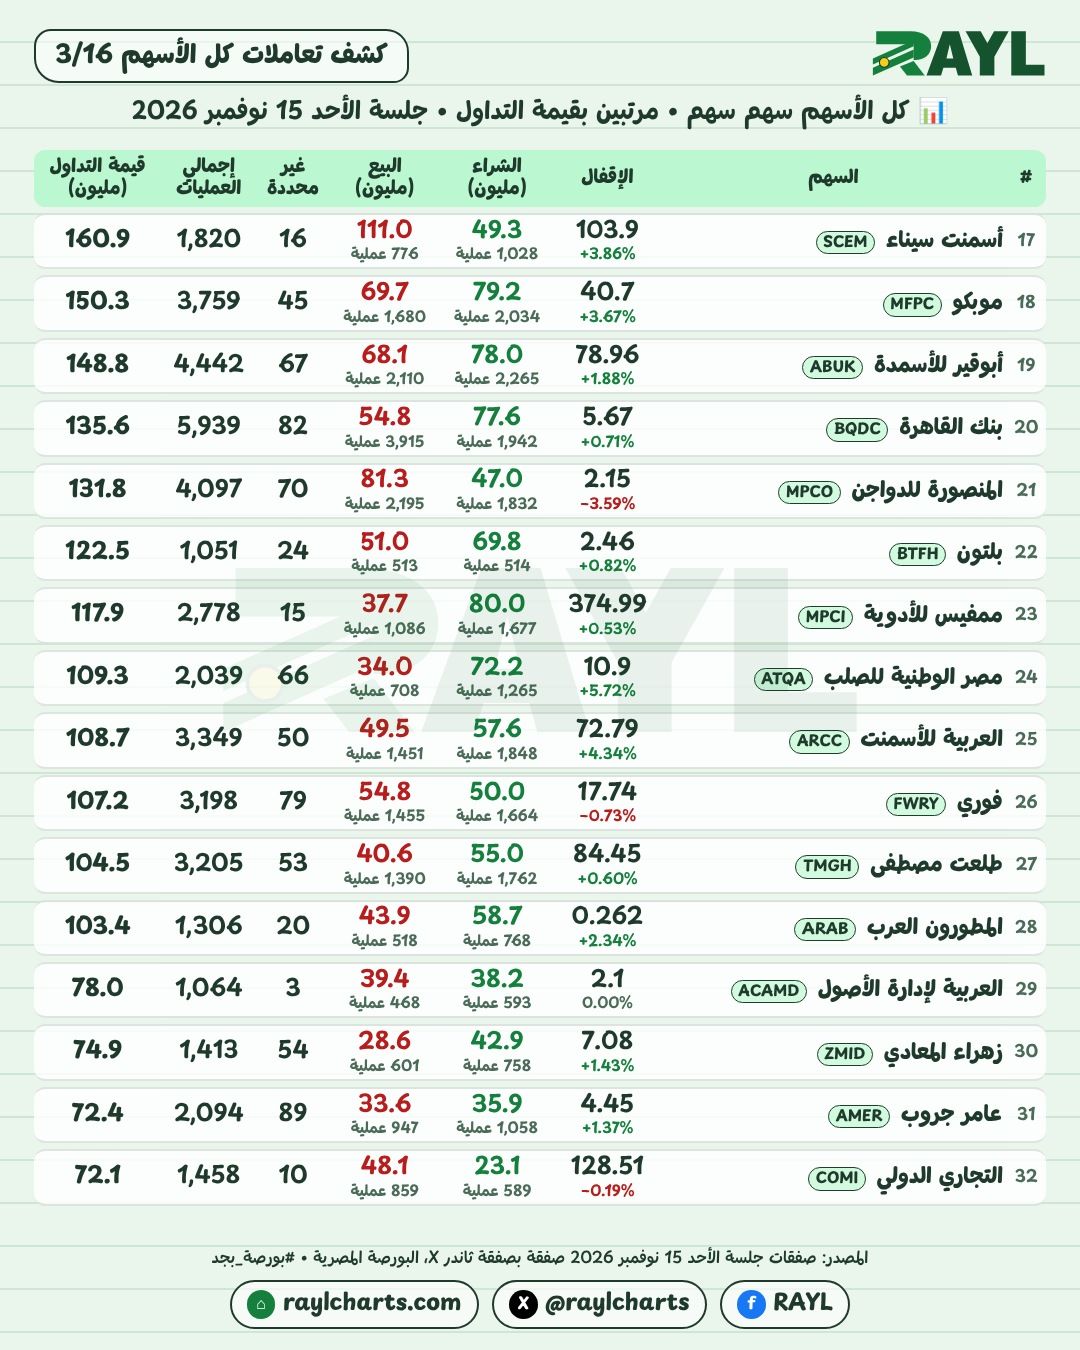 كشف تعاملات كل الأسهم 3/16
RAYL
📊 كل الأسهم سهم سهم • مرتبين بقيمة التداول • جلسة الأحد 15 نوفمبر 2026
# السهم الإقفال الشراء (مليون) البيع (مليون) غير محددة إجمالي العمليات قيمة التداول (مليون)
17 أسمنت سيناء SCEM 103.9 49.3 111.0 16 1,820 160.9
+3.86% 1,028 عملية 776 عملية
18 موبكو MFPC 40.7 79.2 69.7 45 3,759 150.3
+3.67% 2,034 عملية 1,680 عملية
19 أبوقير للأسمدة ABUK 78.96 78.0 68.1 67 4,442 148.8
+1.88% 2,265 عملية 2,110 عملية
20 بنك القاهرة BQDC 5.67 77.6 54.8 82 5,939 135.6
+0.71% 1,942 عملية 3,915 عملية
21 المنصورة للدواجن MPCO 2.15 47.0 81.3 70 4,097 131.8
−3.59% 1,832 عملية 2,195 عملية
22 بلتون BTFH 2.46 69.8 51.0 24 1,051 122.5
+0.82% 514 عملية 513 عملية
23 ممفيس للأدوية MPCI 374.99 80.0 37.7 15 2,778 117.9
+0.53% 1,677 عملية 1,086 عملية
24 مصر الوطنية للصلب ATQA 10.9 72.2 34.0 66 2,039 109.3
+5.72% 1,265 عملية 708 عملية
25 العربية للأسمنت ARCC 72.79 57.6 49.5 50 3,349 108.7
+4.34% 1,848 عملية 1,451 عملية
26 فوري FWRY 17.74 50.0 54.8 79 3,198 107.2
−0.73% 1,664 عملية 1,455 عملية
27 طلعت مصطفى TMGH 84.45 55.0 40.6 53 3,205 104.5
+0.60% 1,762 عملية 1,390 عملية
28 المطورون العرب ARAB 0.262 58.7 43.9 20 1,306 103.4
+2.34% 768 عملية 518 عملية
29 العربية لإدارة الأصول ACAMD 2.1 38.2 39.4 3 1,064 78.0
0.00% 593 عملية 468 عملية
30 زهراء المعادي ZMID 7.08 42.9 28.6 54 1,413 74.9
+1.43% 758 عملية 601 عملية
31 عامر جروب AMER 4.45 35.9 33.6 89 2,094 72.4
+1.37% 1,058 عملية 947 عملية
32 التجاري الدولي COMI 128.51 23.1 48.1 10 1,458 72.1
−0.19% 589 عملية 859 عملية
المصدر: صفقات جلسة الأحد 15 نوفمبر 2026 صفقة بصفقة ثاندر X، البورصة المصرية • #بورصة_بجد
raylcharts.com @raylcharts RAYL